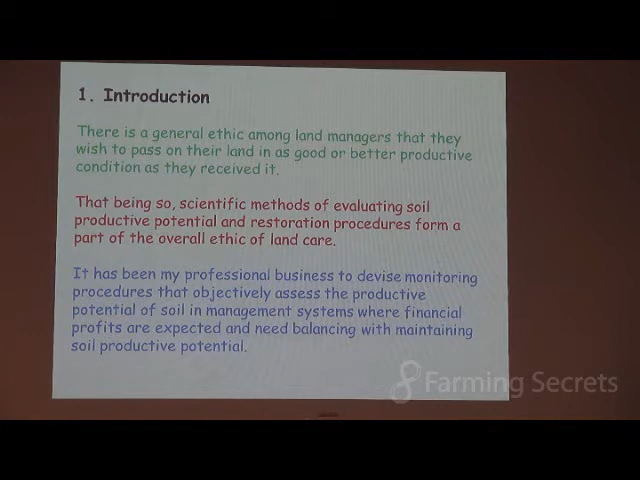 1. Introduction
There is a general ethic among land managers that they
wish to pass on their land in as good or better productive
condition as they received it.
That being so, scientific methods of evaluating soil
productive potential and restoration procedures form a
part of the overall ethic of land care.
It has been my professional business to devise monitoring
procedures that objectively assess the productive
potential of soil in management systems where financial
profits are expected and need balancing with maintaining
soil productive potential.
Farming Secrets